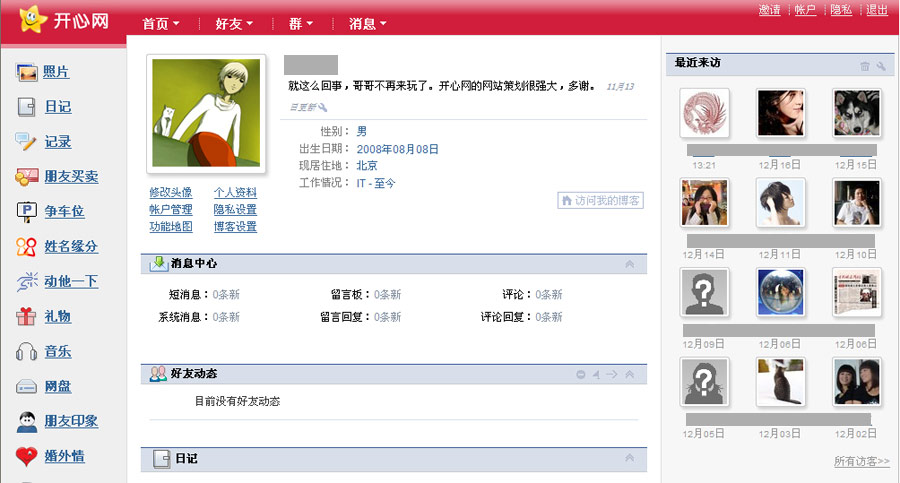 开心网 首页 好友 群 消息 邀请 帐户 隐私 退出
照片
日记
记录
朋友买卖
争车位
姓名缘分
动他一下
礼物
音乐
网盘
朋友印象
婚外情
就这么回事，哥哥不再来玩了。开心网的网站策划很强大，多谢。 11月13
日更新
性别： 男
出生日期： 2008年08月08日
现居住地： 北京
工作情况： IT - 至今
访问我的博客
修改头像 个人资料
帐户管理 隐私设置
功能地图 博客设置
消息中心
短消息：0条新 留言板：0条新 评论：0条新
系统消息：0条新 留言回复：0条新 评论回复：0条新
好友动态
目前没有好友动态
日记
最近来访
13:21 12月16日 12月15日
12月14日 12月11日 12月10日
12月09日 12月06日 12月06日
12月05日 12月03日 12月02日
所有访客>>